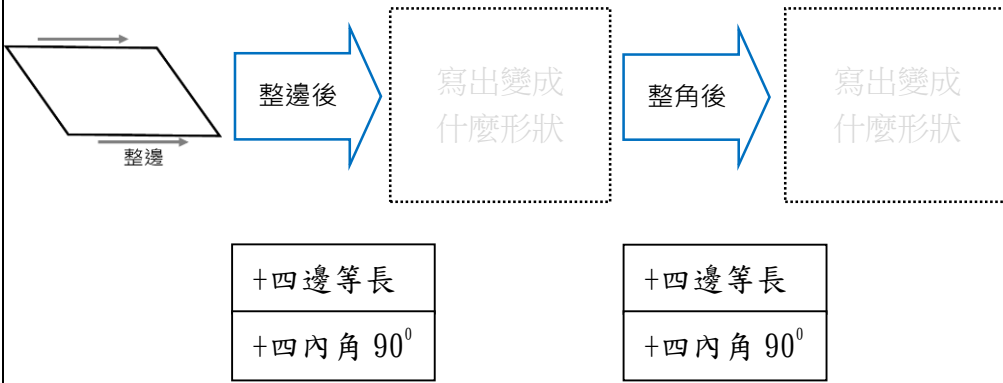 整邊
整邊後
寫出變成
什麼形狀
整角後
寫出變成
什麼形狀
+四邊等長
+四內角 90⁰
+四邊等長
+四內角 90⁰